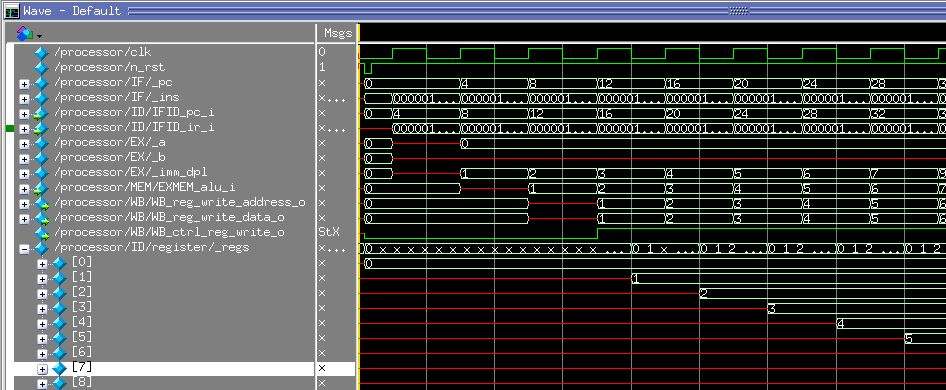 Wave - Default
Msgs
/processor/clk 0
/processor/n_rst 1
/processor/IF/_pc × 0 4 8 12 16 20 24 28 3
/processor/IF/_ins ×... 000001... 000001... 000001... 000001... 000001... 000001... 000001... 000001...
/processor/ID/IFID_pc_i × 0 4 8 12 16 20 24 28 32 3
/processor/ID/IFID_ir_i ×... 000001... 000001... 000001... 000001... 000001... 000001... 000001... 000001...
/processor/EX/_a × 0 0
/processor/EX/_b × 0
/processor/EX/_imm_dpl × 0 1 2 3 4 5 6 7 9
/processor/MEM/EXMEM_alu_i × 0 1 2 3 4 5 6 8
/processor/WB/WB_reg_write_address_o × 0 1 2 3 4 5 6
/processor/WB/WB_reg_write_data_o × 0 1 2 3 4 5 6
/processor/WB/WB_ctrl_reg_write_o StX
/processor/ID/register/_regs ×... 0 × × × × × × × × × × × × × × × ... 0 1 × ... 0 1 2 ... 0 1 2 ... 0 1 2 ... 0 1 2
[0] × 0
[1] × 1
[2] × 2
[3] × 3
[4] × 4
[5] × 5
[6] ×
[7] ×
[8] ×